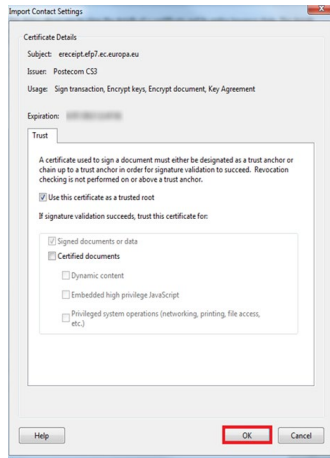 Import Contact Settings
Certificate Details
Subject: ereceipt.efp7.ec.europa.eu
Issuer: Postecom CS3
Usage: Sign transaction, Encrypt keys, Encrypt document, Key Agreement
Expiration:
Trust
A certificate used to sign a document must either be designated as a trust anchor or
chain up to a trust anchor in order for signature validation to succeed. Revocation
checking is not performed on or above a trust anchor.
Use this certificate as a trusted root
If signature validation succeeds, trust this certificate for:
Signed documents or data
Certified documents
Dynamic content
Embedded high privilege JavaScript
Privileged system operations (networking, printing, file access,
etc.)
Help
OK
Cancel